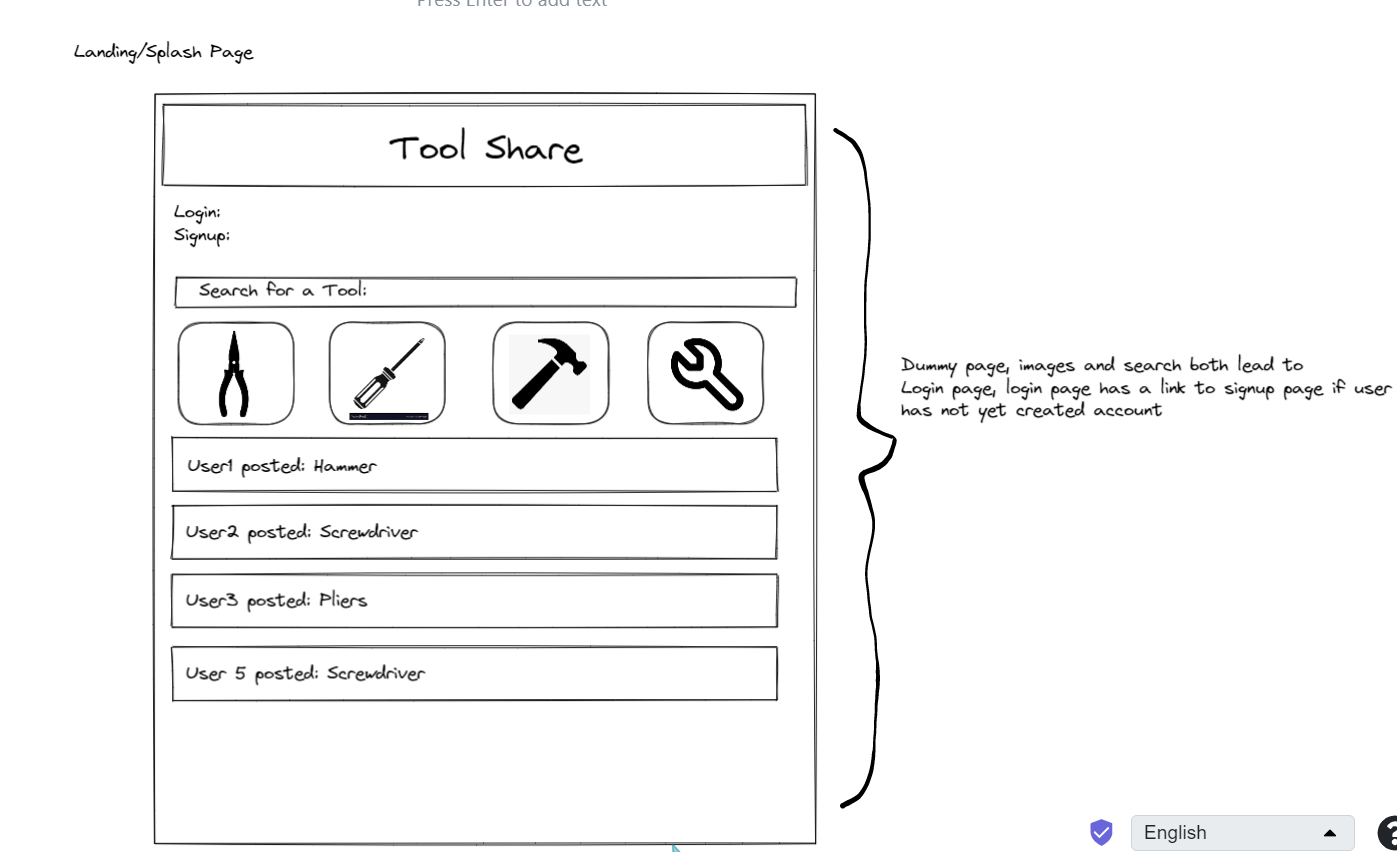 Press Enter to add text
Landing/Splash Page
Tool Share
Login:
Signup:
Search for a Tool:
User1 posted: Hammer
User2 posted: Screwdriver
User3 posted: Pliers
User 5 posted: Screwdriver
Dummy page, images and search both lead to
Login page, login page has a link to signup page if user
has not yet created account
English
?